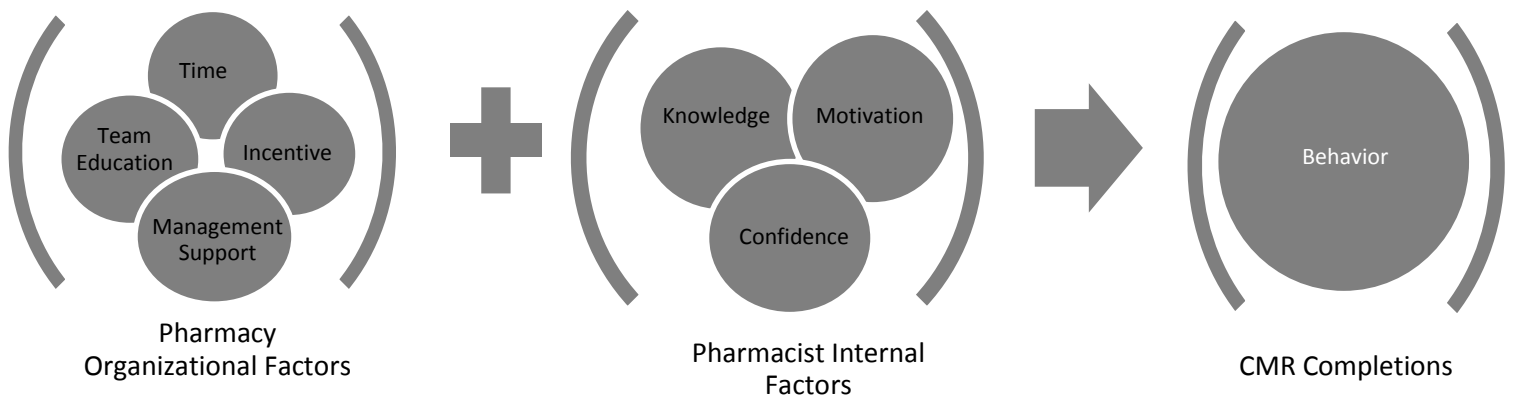 Time
Team
Education
Incentive
Management
Support
Pharmacy
Organizational Factors
Knowledge
Motivation
Confidence
Pharmacist Internal
Factors
Behavior
CMR Completions